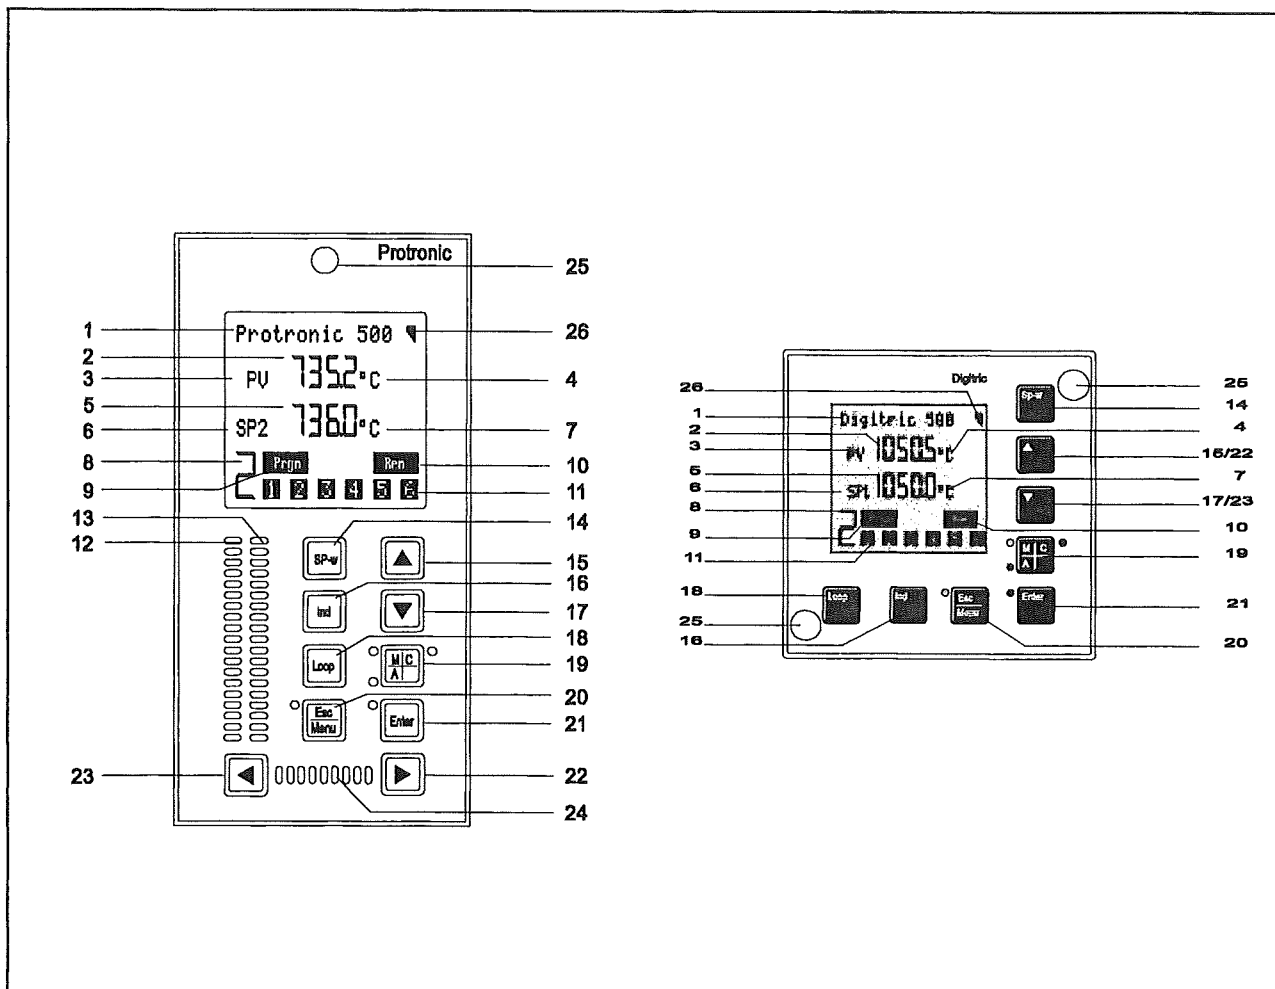 Protronic
25
1
Protronic 500
26
2
735.2 °C
3
PV
4
5
736.0 °C
6
SP2
7
8
2
Prgn
Ren
10
9
1 2 3 4 5 6
11
13
12
14
SP-w
15
16
Ind
17
18
Loop
M C
A
19
20
Esc
Menu
Enter
21
23
22
24
Digitric
26
25
Sp-w
14
1
Digitric 500
2
4
3
PV
1050.5 °C
15/22
5
7
6
SP1
1050.0 °C
8
2
17/23
9
10
11
M C
A
19
18
Loop
Ind
Esc
Menu
Enter
21
25
16
20